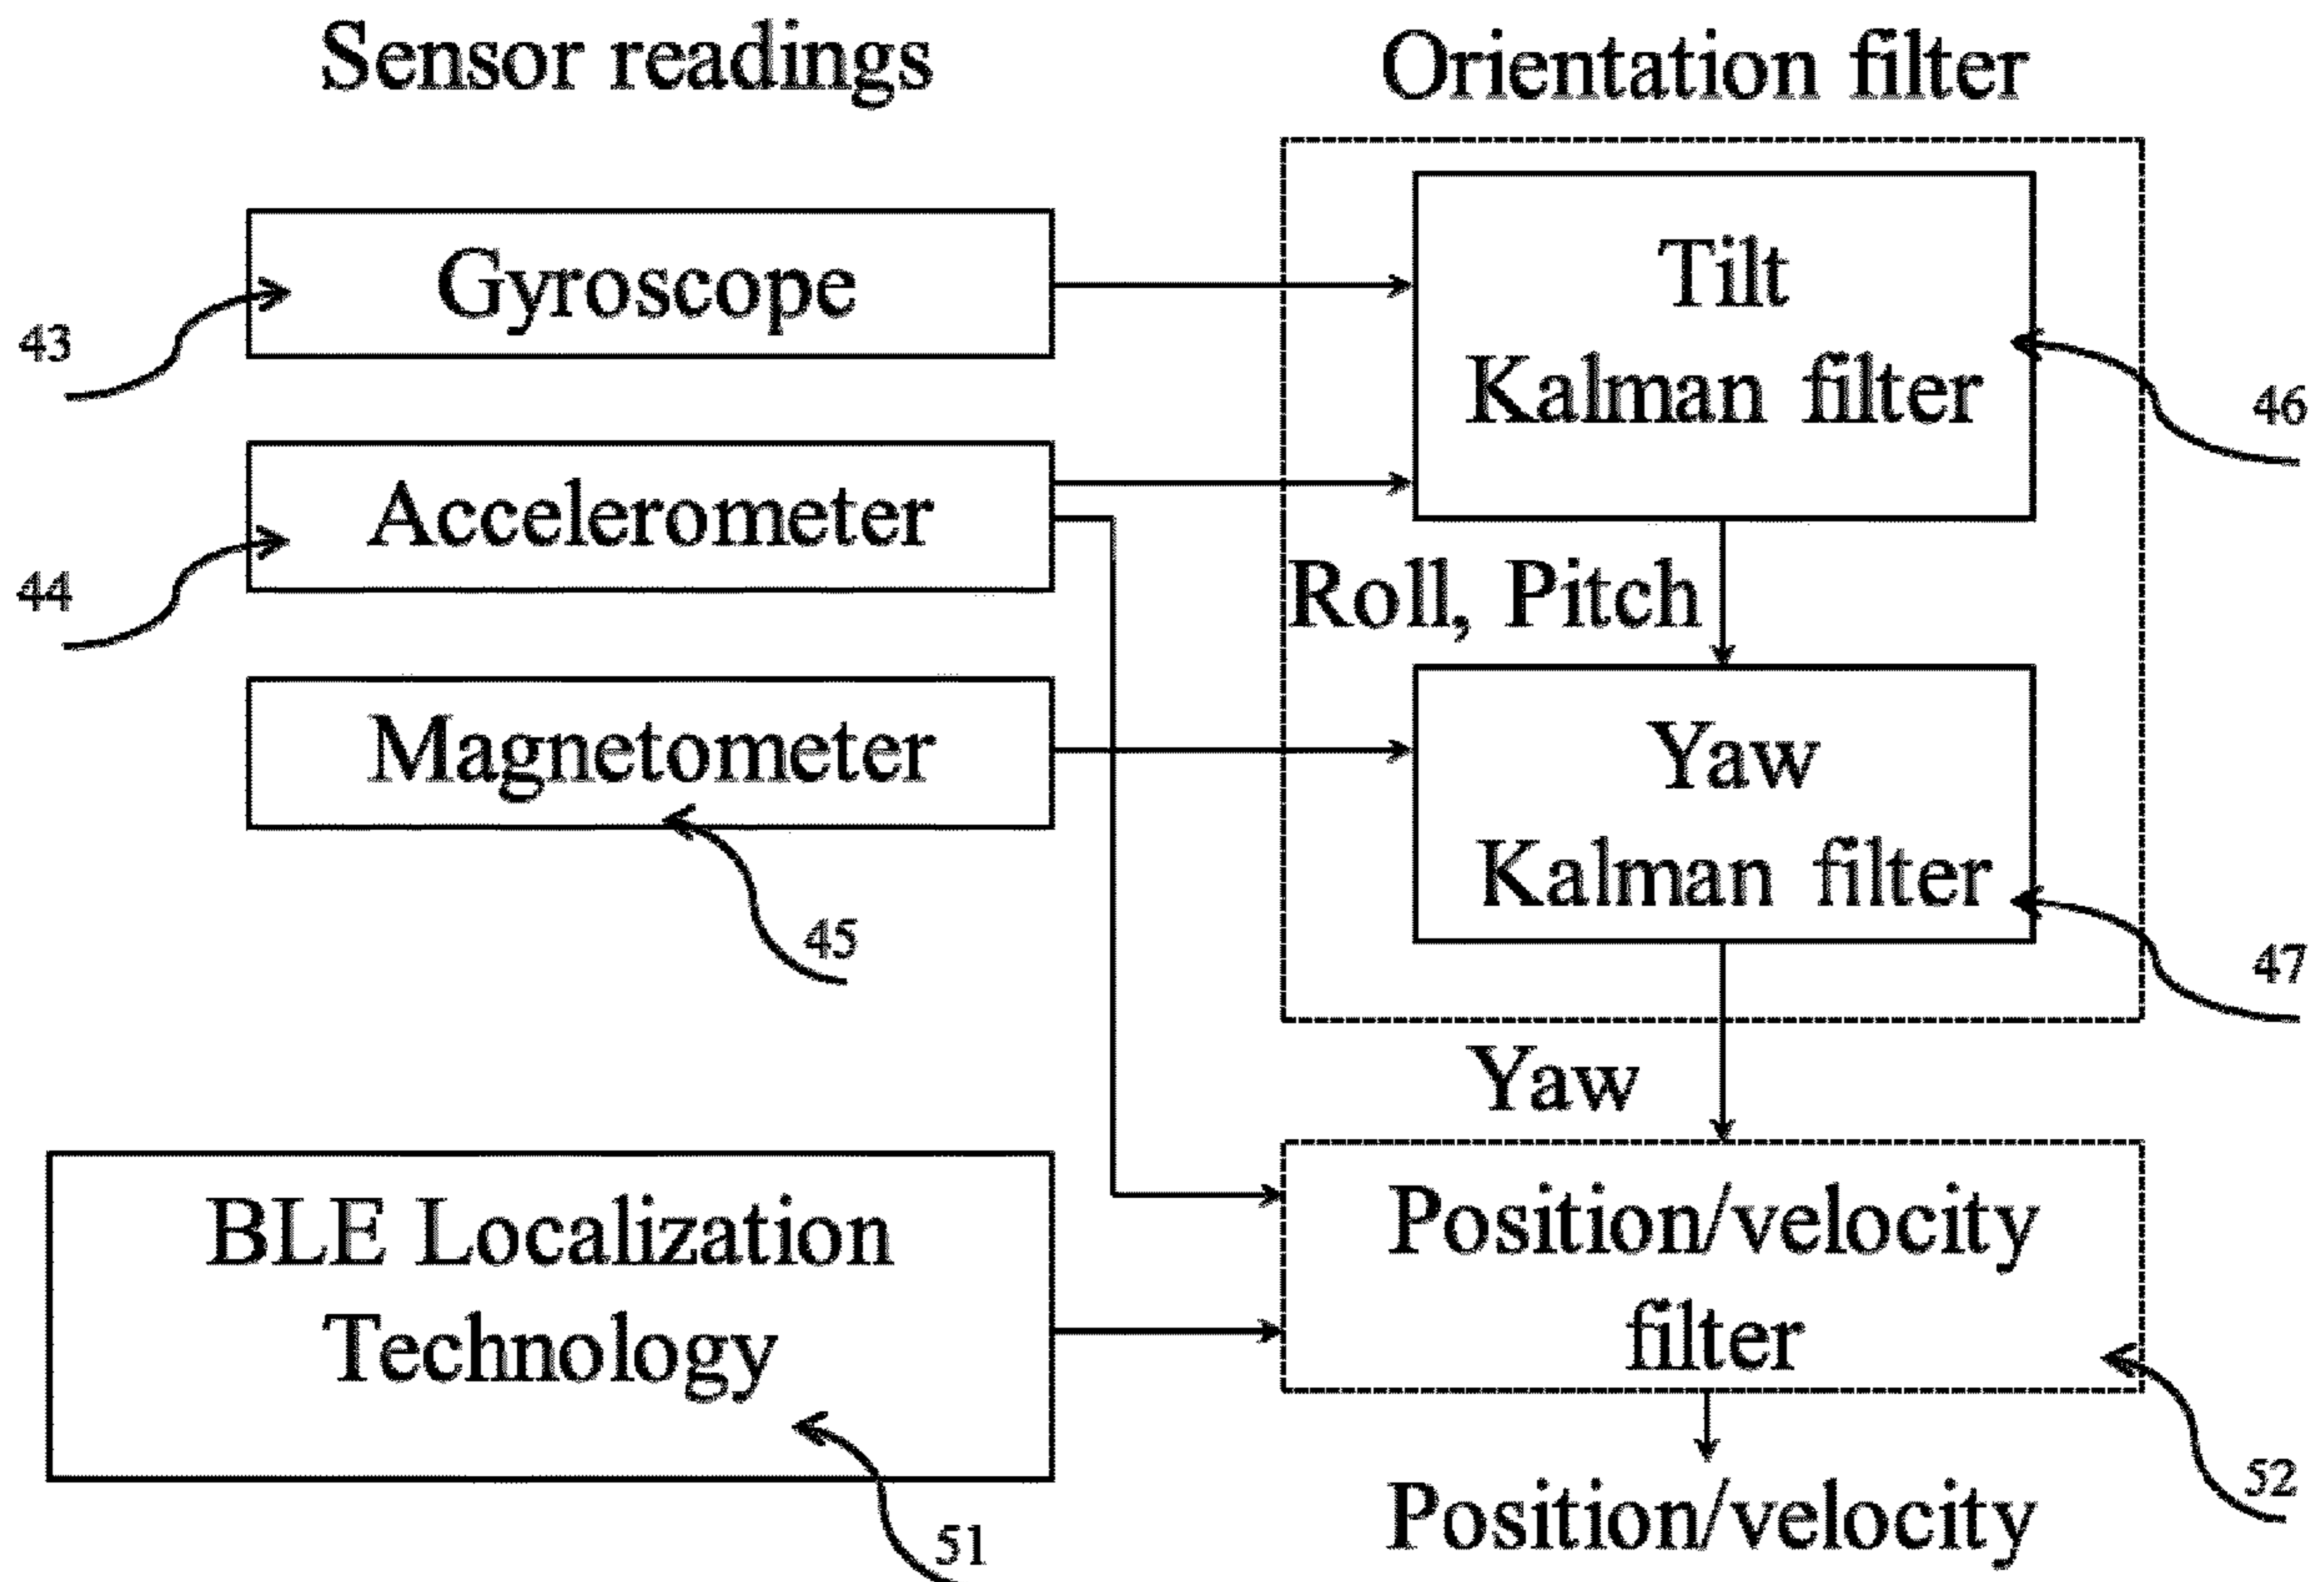 Sensor readings
Orientation filter
Gyroscope
43
Tilt
Kalman filter
46
Accelerometer
44
Roll, Pitch
Magnetometer
45
Yaw
Kalman filter
47
Yaw
BLE Localization
Technology
51
Position/velocity
filter
52
Position/velocity